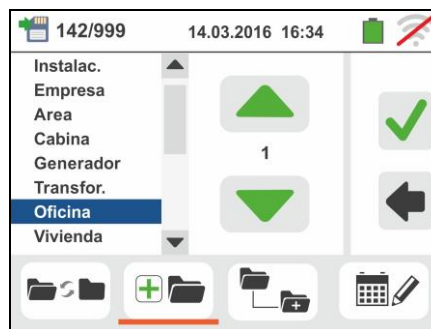 142/999 14.03.2016 16:34
Instalac.
Empresa
Area
Cabina
Generador
Transfor.
Oficina
Vivienda
1